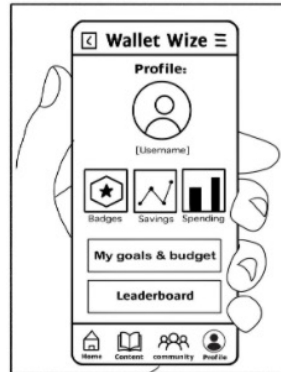 Wallet Wize
Profile:
[Username]
Badges Savings Spending
My goals & budget
Leaderboard
Home Content community Profile